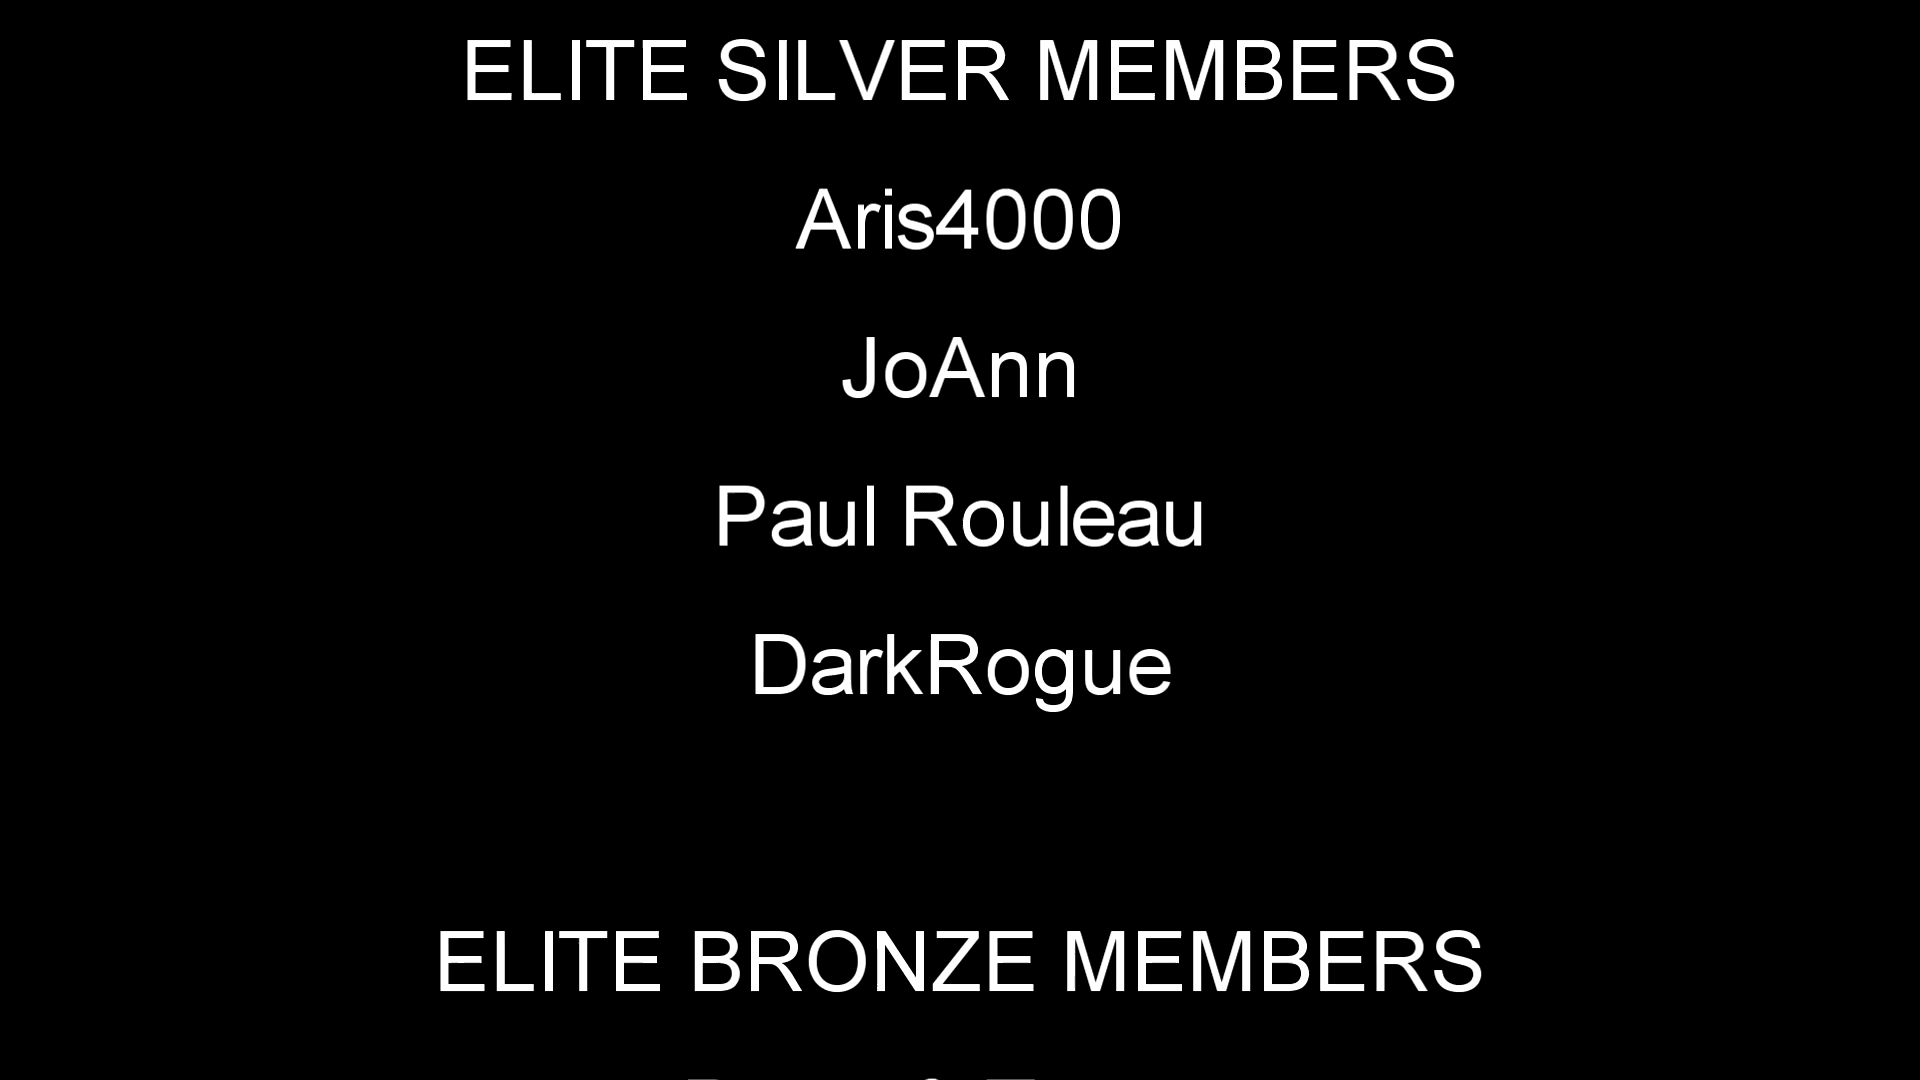 ELITE SILVER MEMBERS
Aris4000
JoAnn
Paul Rouleau
DarkRogue
ELITE BRONZE MEMBERS